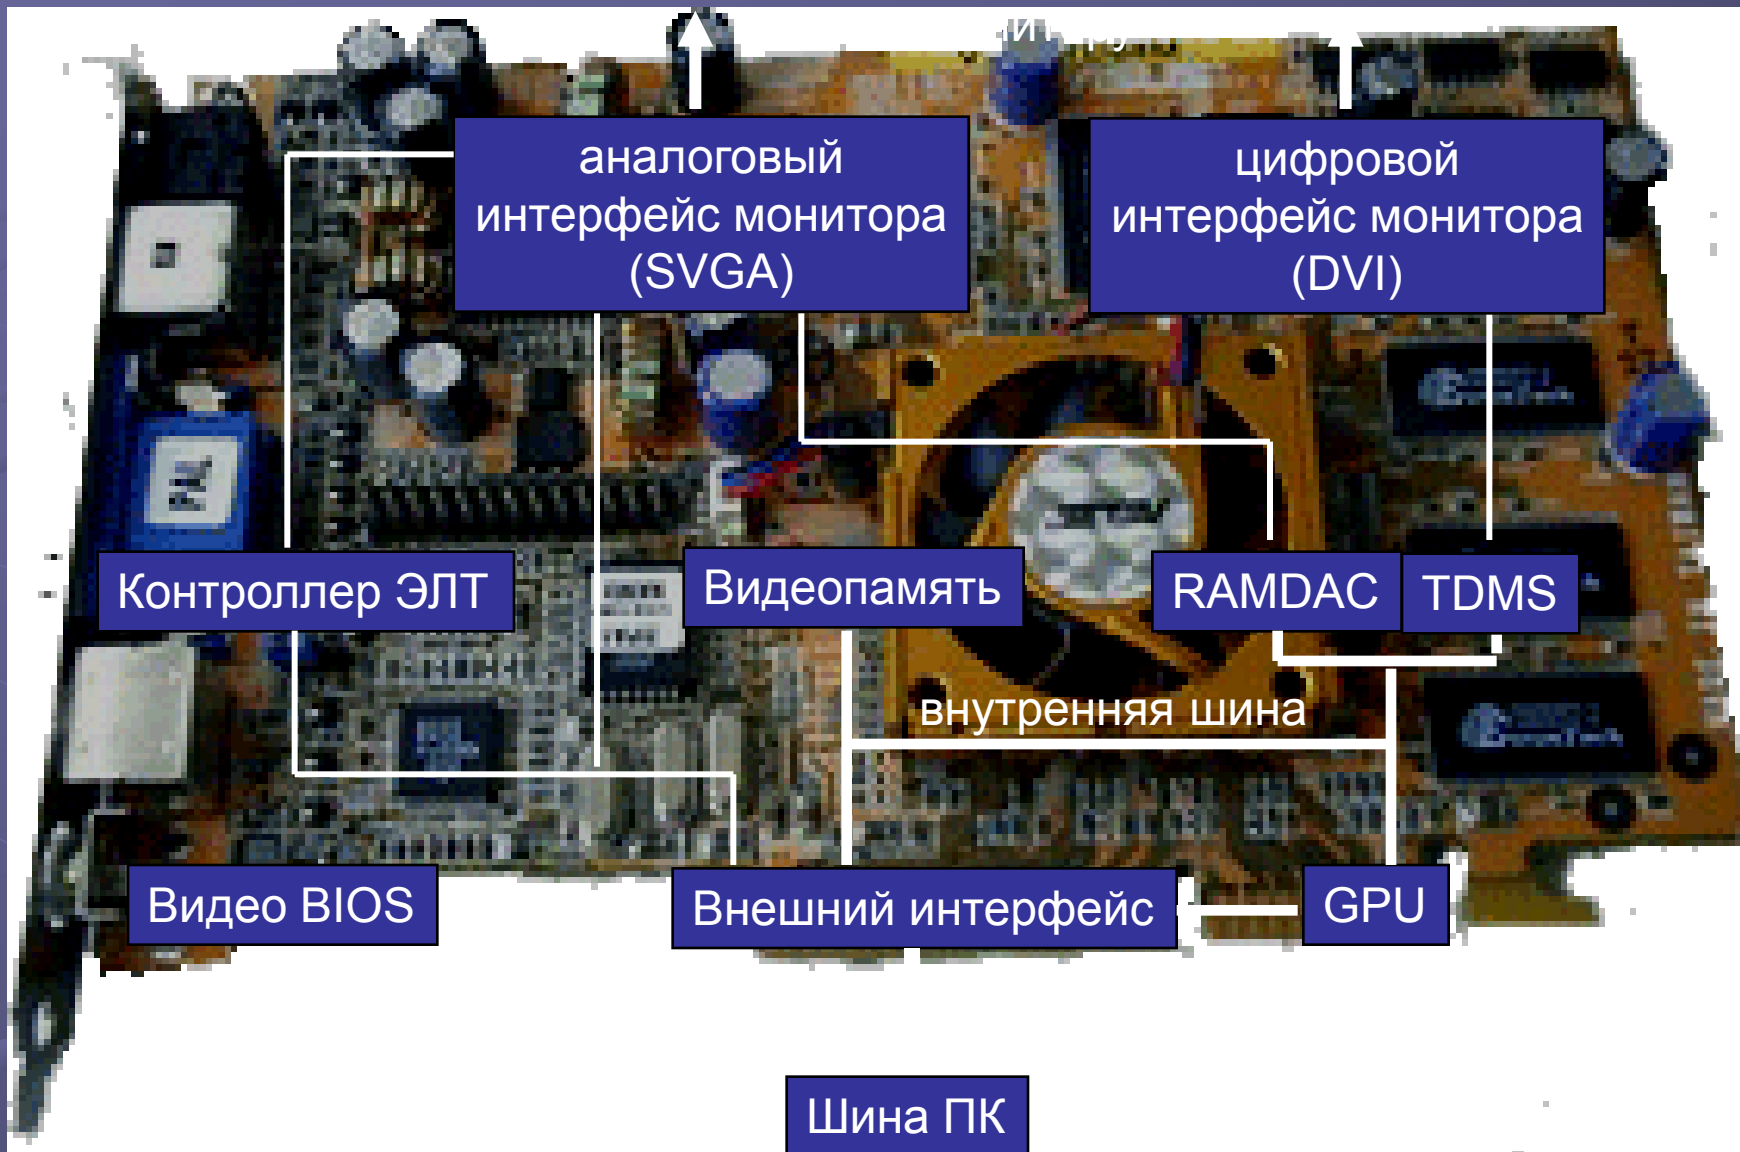 аналоговый
интерфейс монитора
(SVGA)
цифровой
интерфейс монитора
(DVI)
PAL
Контроллер ЭЛТ
Видеопамять
RAMDAC
TDMS
внутренняя шина
Видео BIOS
Внешний интерфейс
GPU
Шина ПК